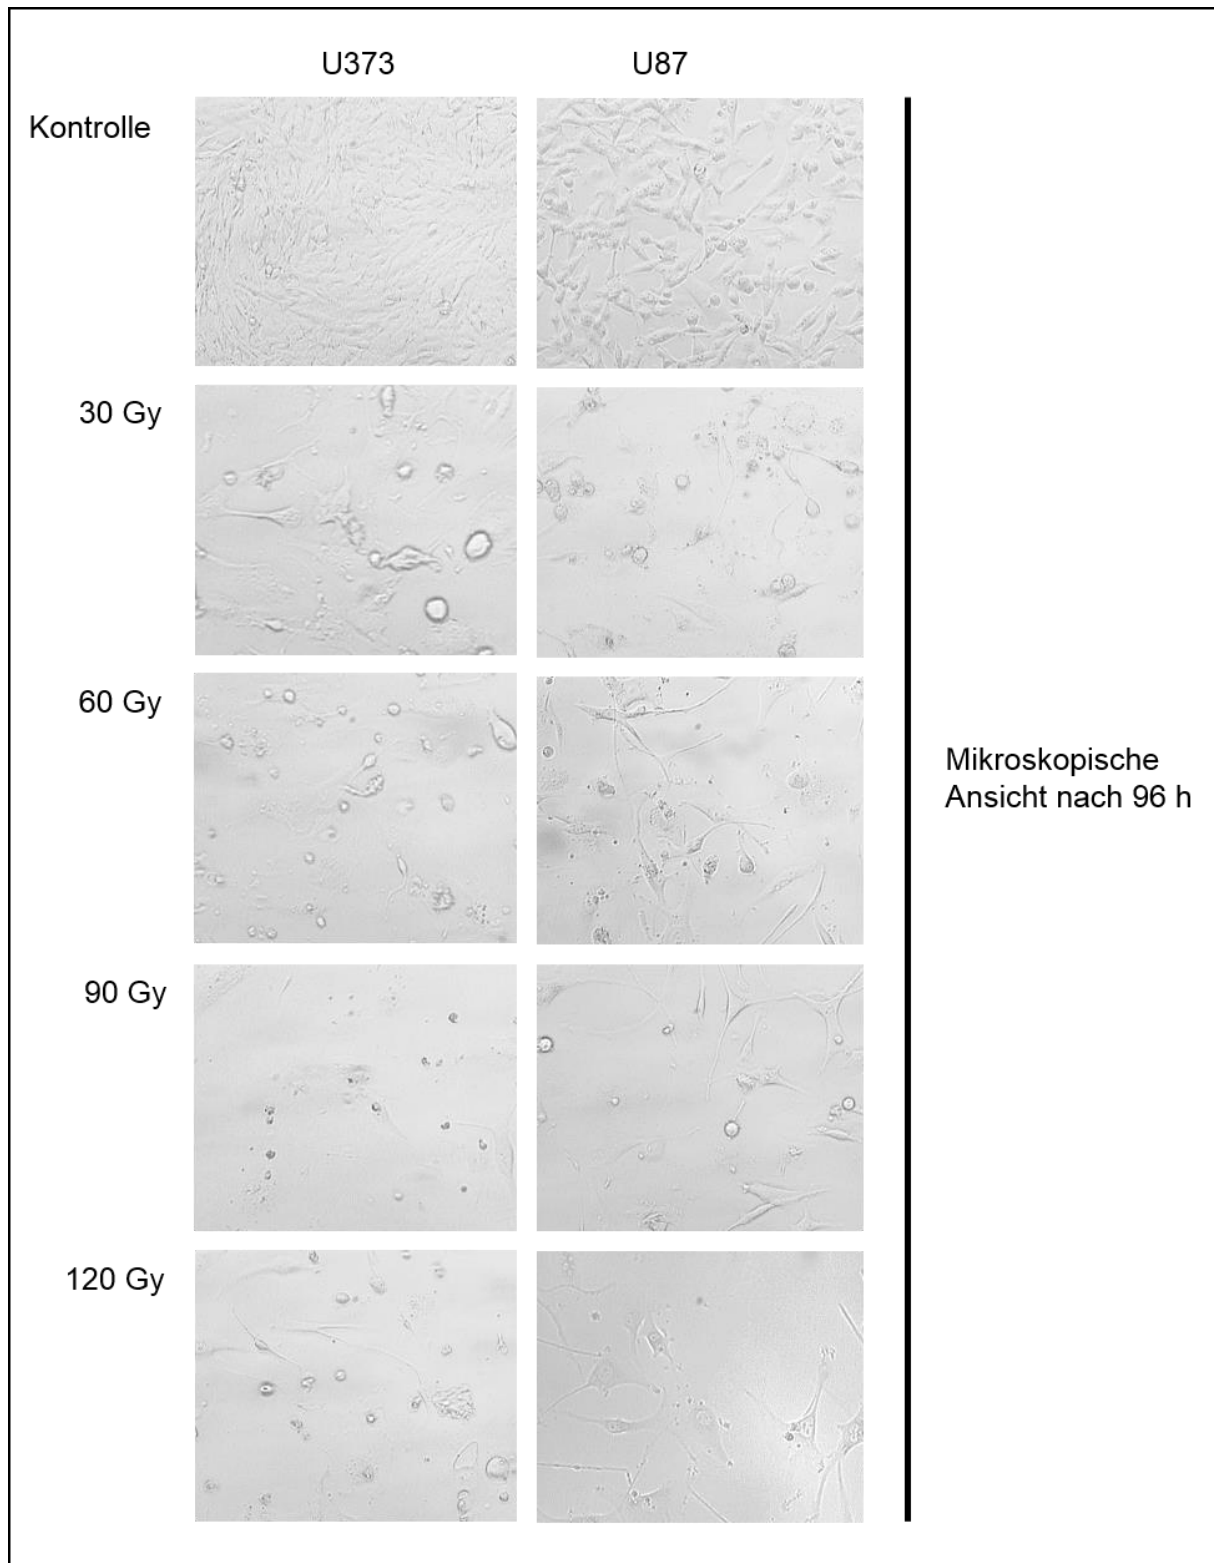 U373 U87
Kontrolle
30 Gy
60 Gy
Mikroskopische
Ansicht nach 96 h
90 Gy
120 Gy